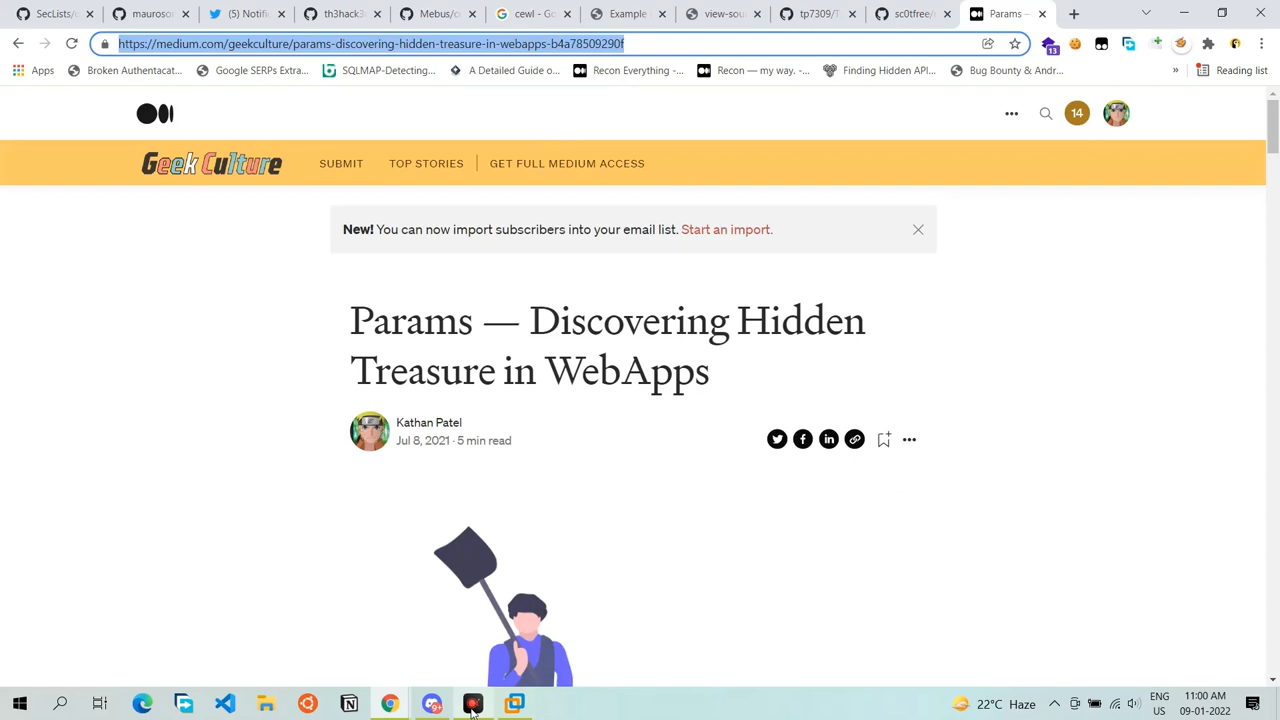 SecLists/
mauroso
(5) Notifi
th3hack3
Mebus/c
cewl - Go
Example
view-sou
tp7309/T
sc0tfree/
Params –
https://medium.com/geekculture/params-discovering-hidden-treasure-in-webapps-b4a78509290f
13
Apps
Broken Authenticat...
Google SERPs Extra...
SQLMAP-Detecting...
A Detailed Guide o...
Recon Everything -...
Recon — my way. -...
Finding Hidden API...
Bug Bounty & Andr...
»
Reading list
14
Geek Culture
SUBMIT
TOP STORIES
GET FULL MEDIUM ACCESS
New! You can now import subscribers into your email list. Start an import.
Params — Discovering Hidden
Treasure in WebApps
Kathan Patel
Jul 8, 2021 · 5 min read
9+
22°C Haze
ENG
US
11:00 AM
09-01-2022